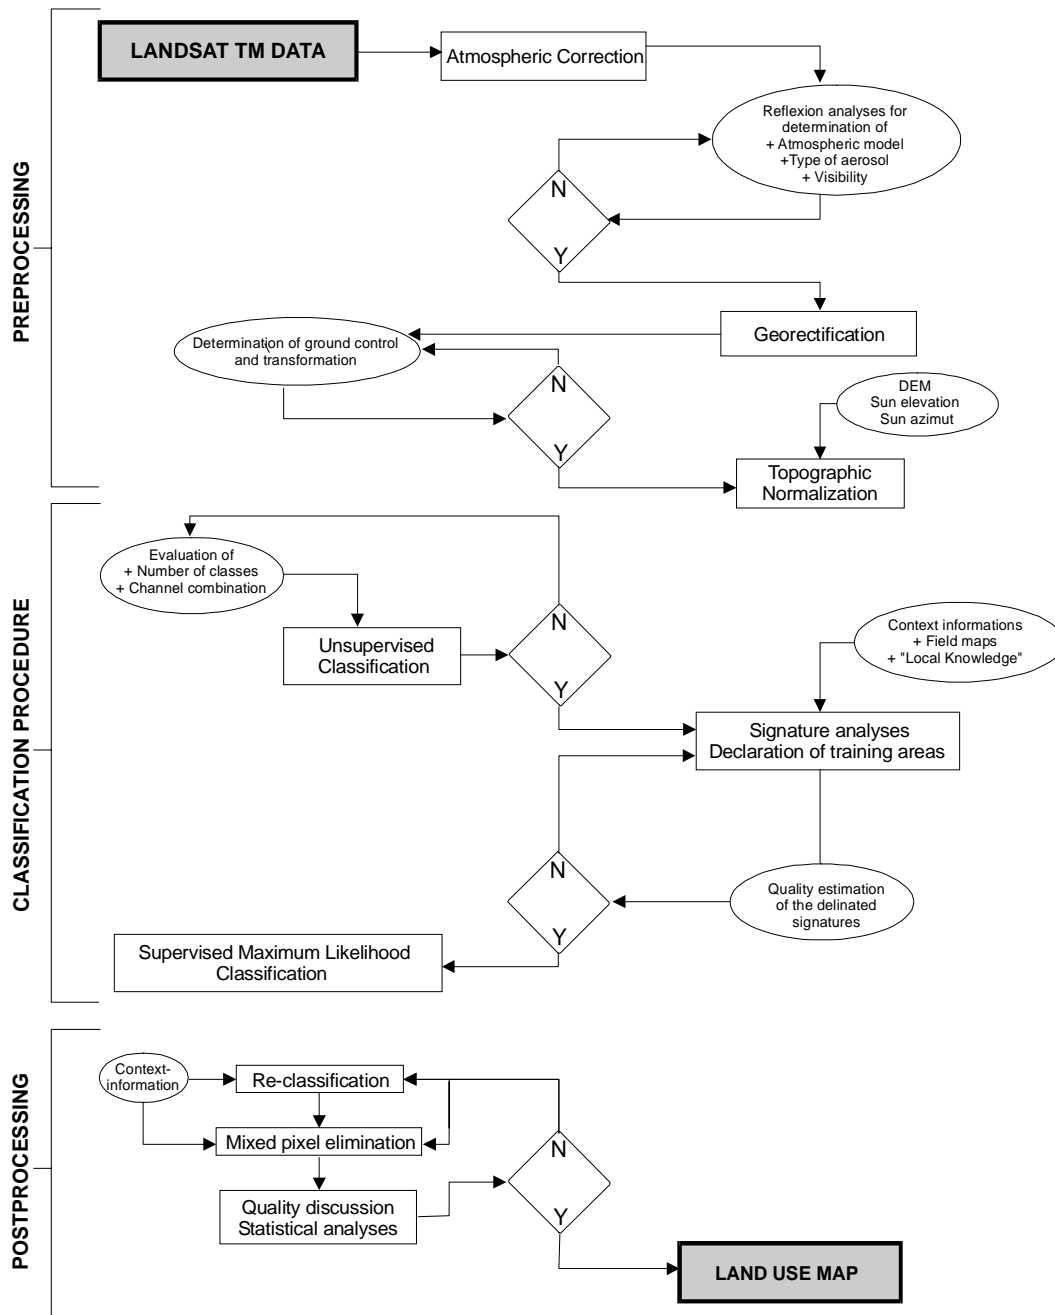 PREPROCESSING
LANDSAT TM DATA
Atmospheric Correction
Reflexion analyses for
determination of
+ Atmospheric model
+Type of aerosol
+ Visibility
N
Y
Georectification
Determination of ground control
and transformation
N
Y
DEM
Sun elevation
Sun azimut
Topographic
Normalization
CLASSIFICATION PROCEDURE
Evaluation of
+ Number of classes
+ Channel combination
Unsupervised
Classification
N
Y
Context informations
+ Field maps
+ "Local Knowledge"
Signature analyses
Declaration of training areas
N
Y
Quality estimation
of the delinated
signatures
Supervised Maximum Likelihood
Classification
POSTPROCESSING
Context-
information
Re-classification
Mixed pixel elimination
Quality discussion
Statistical analyses
N
Y
LAND USE MAP